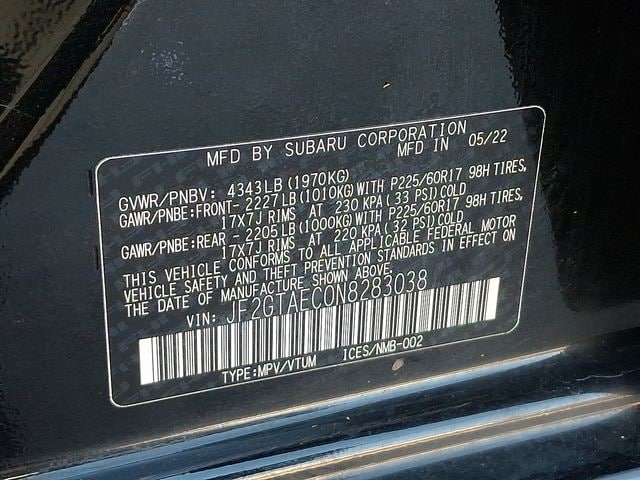 MFD BY SUBARU CORPORATION
MFD IN 05/22
GVWR/PNBV: 4343LB(1970KG)
GAWR/PNBE:FRONT- 2227LB(1010KG)WITH P225/60R17 98H TIRES,
17X7J RIMS AT 230 KPA(33 PSI)COLD
GAWR/PNBE:REAR - 2205LB(1000KG)WITH P225/60R17 98H TIRES,
17X7J RIMS AT 220 KPA(32 PSI)COLD
THIS VEHICLE CONFORMS TO ALL APPLICABLE FEDERAL MOTOR
VEHICLE SAFETY AND THEFT PREVENTION STANDARDS IN EFFECT ON
THE DATE OF MANUFACTURE SHOWN ABOVE.
VIN: JF2GTAEC0N8283038
TYPE:MPV/VTUM ICES/NMB-002